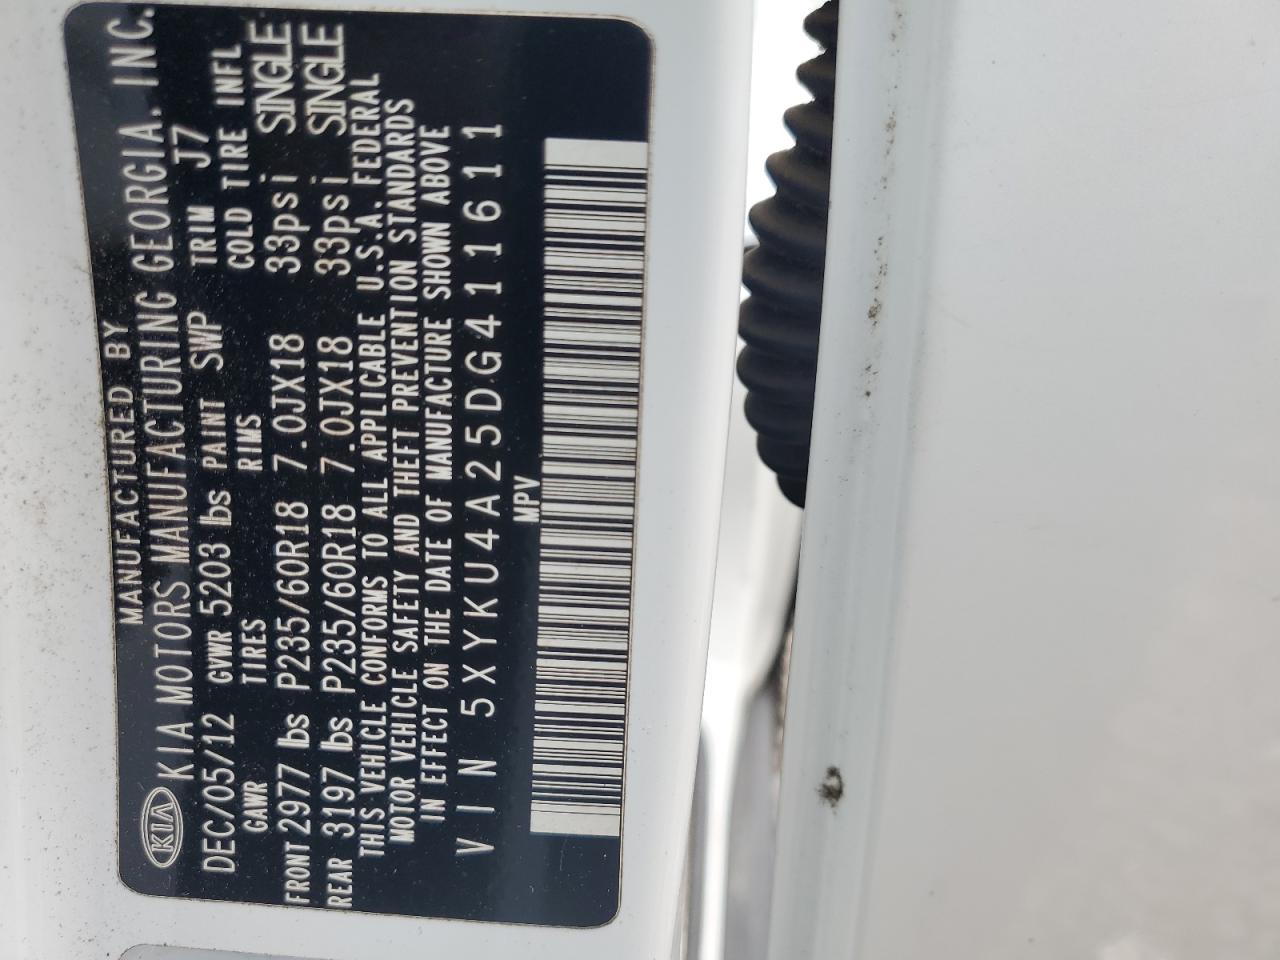 MANUFACTURED BY
KIA KIA MOTORS MANUFACTURING GEORGIA, INC.
DEC/05/12 GVWR 5203 lbs PAINT SWP TRIM J7
GAWR TIRES RIMS COLD TIRE INFL
FRONT 2977 lbs P235/60R18 7.0JX18 33psi SINGLE
REAR 3197 lbs P235/60R18 7.0JX18 33psi SINGLE
THIS VEHICLE CONFORMS TO ALL APPLICABLE U.S.A. FEDERAL
MOTOR VEHICLE SAFETY AND THEFT PREVENTION STANDARDS
IN EFFECT ON THE DATE OF MANUFACTURE SHOWN ABOVE
VIN 5XYKU4A25DG411611
MPV